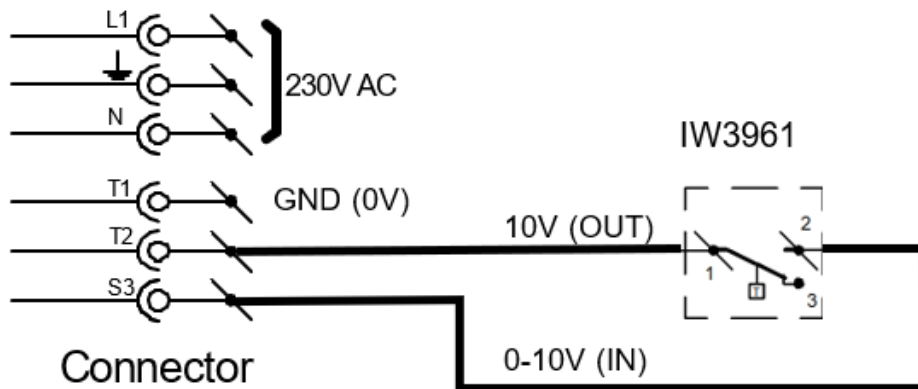 L1
230V AC
N
IW3961
T1
GND (0V)
T2
10V (OUT)
2
1
T
3
S3
Connector
0-10V (IN)